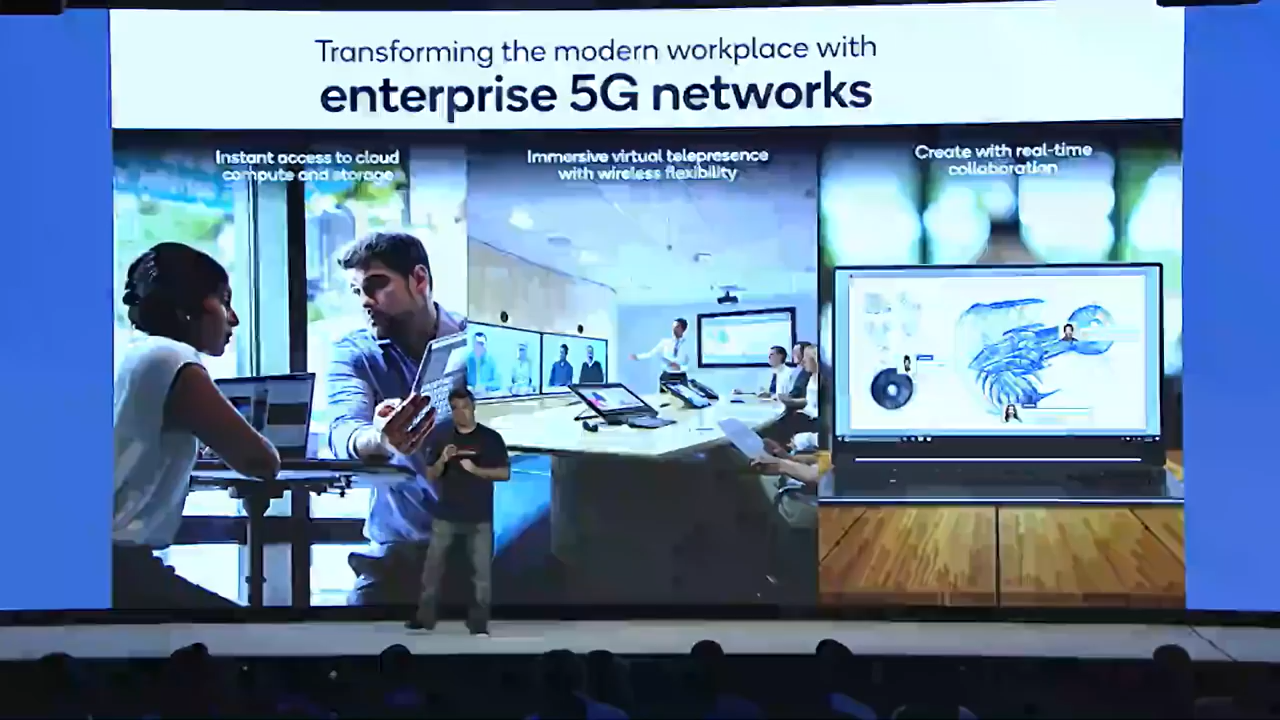 Transforming the modern workplace with
enterprise 5G networks
Instant access to cloud
compute and storage
Immersive virtual telepresence
with wireless flexibility
Create with real-time
collaboration